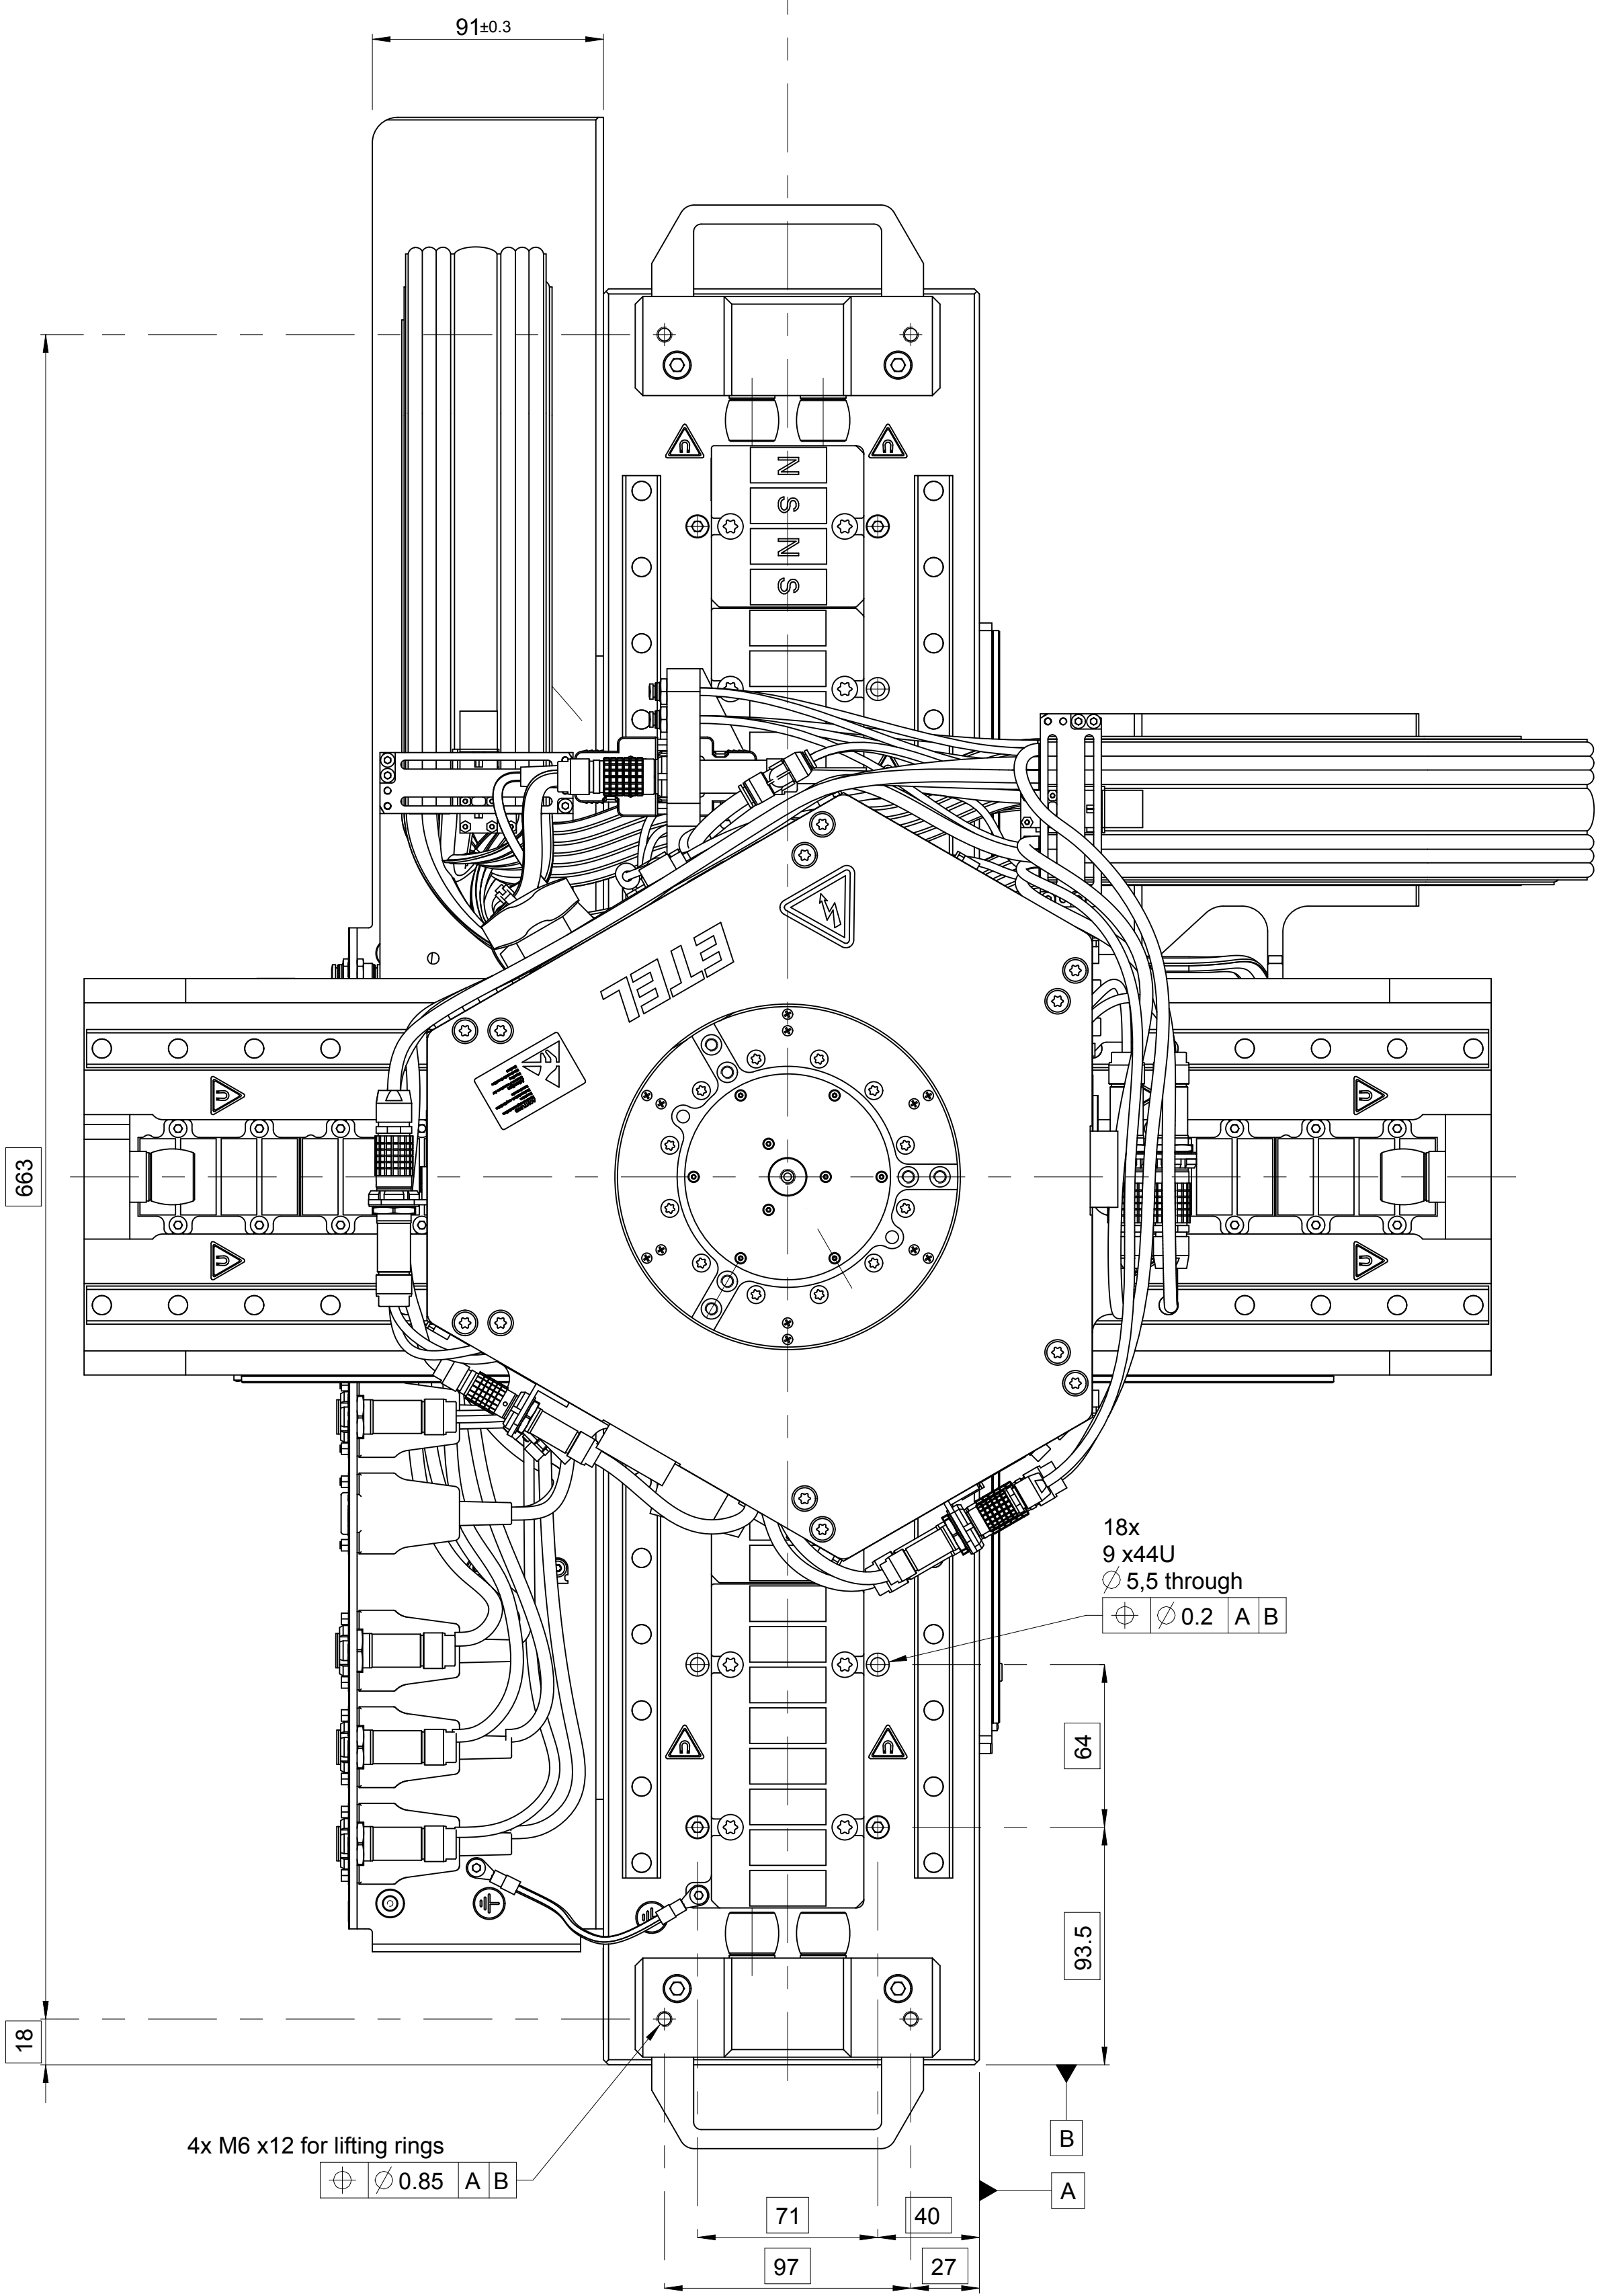 91±0.3
N
S
N
S
ETEL
663
18x
9 x44U
∅ 5,5 through
⌖ ∅ 0.2 A B
64
93.5
18
4x M6 x12 for lifting rings
⌖ ∅ 0.85 A B
B
A
71
40
97
27